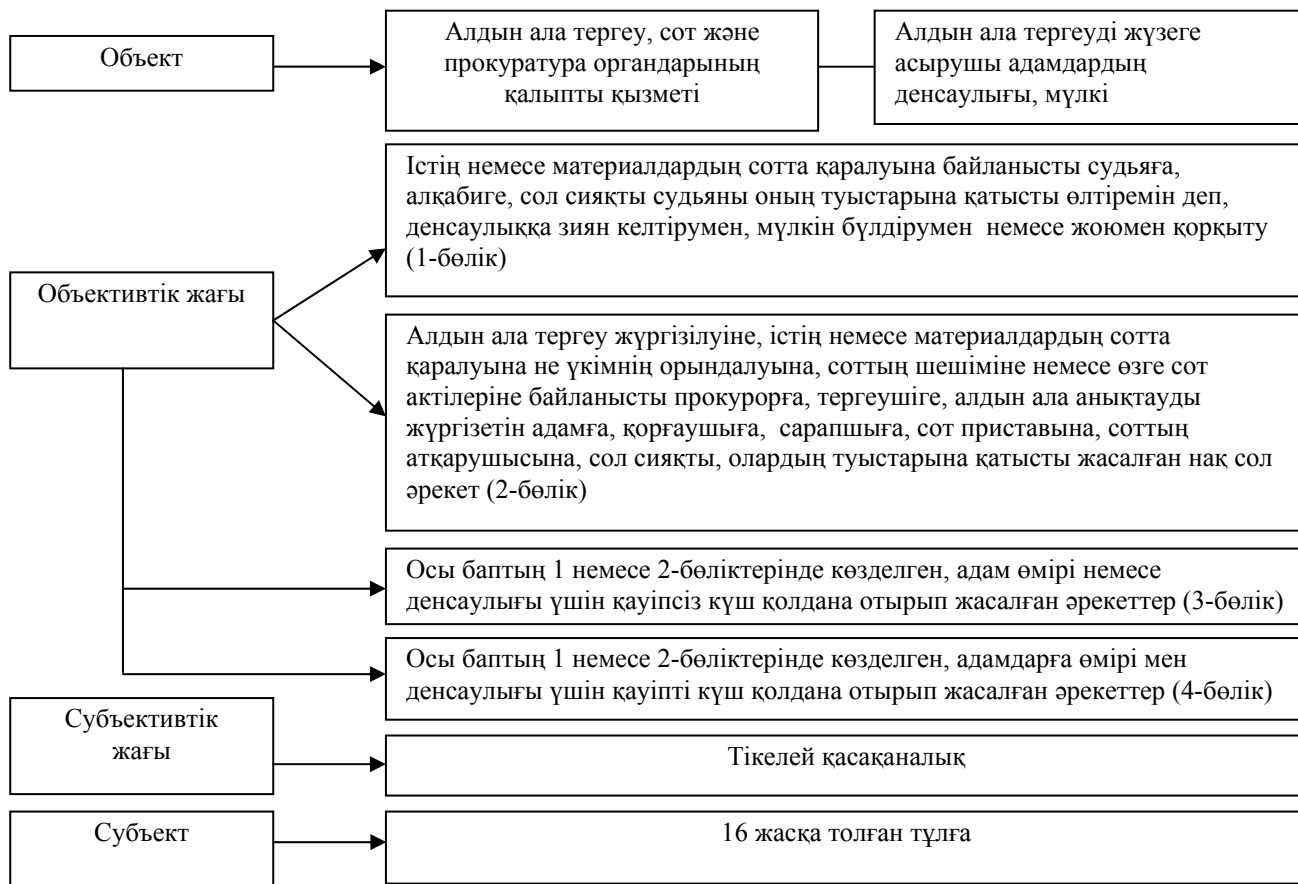 Объект
Алдын ала тергеу, сот және
прокуратура органдарының
қалыпты қызметі
Алдын ала тергеуді жүзеге
асырушы адамдардың
денсаулығы, мүлкі
Объективтік жағы
Істің немесе материалдардың сотта қаралуына байланысты судьяға,
алқабиге, сол сияқты судьяны оның туыстарына қатысты өлтіремін деп,
денсаулыққа зиян келтірумен, мүлкін бүлдірумен немесе жоюмен қорқыту
(1-бөлік)
Алдын ала тергеу жүргізілуіне, істің немесе материалдардың сотта
қаралуына не үкімнің орындалуына, соттың шешіміне немесе өзге сот
актілеріне байланысты прокурорға, тергеушіге, алдын ала анықтауды
жүргізетін адамға, қорғаушыға, сарапшыға, сот приставына, соттың
атқарушысына, сол сияқты, олардың туыстарына қатысты жасалған нақ сол
әрекет (2-бөлік)
Осы баптың 1 немесе 2-бөліктерінде көзделген, адам өмірі немесе
денсаулығы үшін қауіпсіз күш қолдана отырып жасалған әрекеттер (3-бөлік)
Осы баптың 1 немесе 2-бөліктерінде көзделген, адамдарға өмірі мен
денсаулығы үшін қауіпті күш қолдана отырып жасалған әрекеттер (4-бөлік)
Субъективтік
жағы
Тікелей қасақаналық
Субъект
16 жасқа толған тұлға